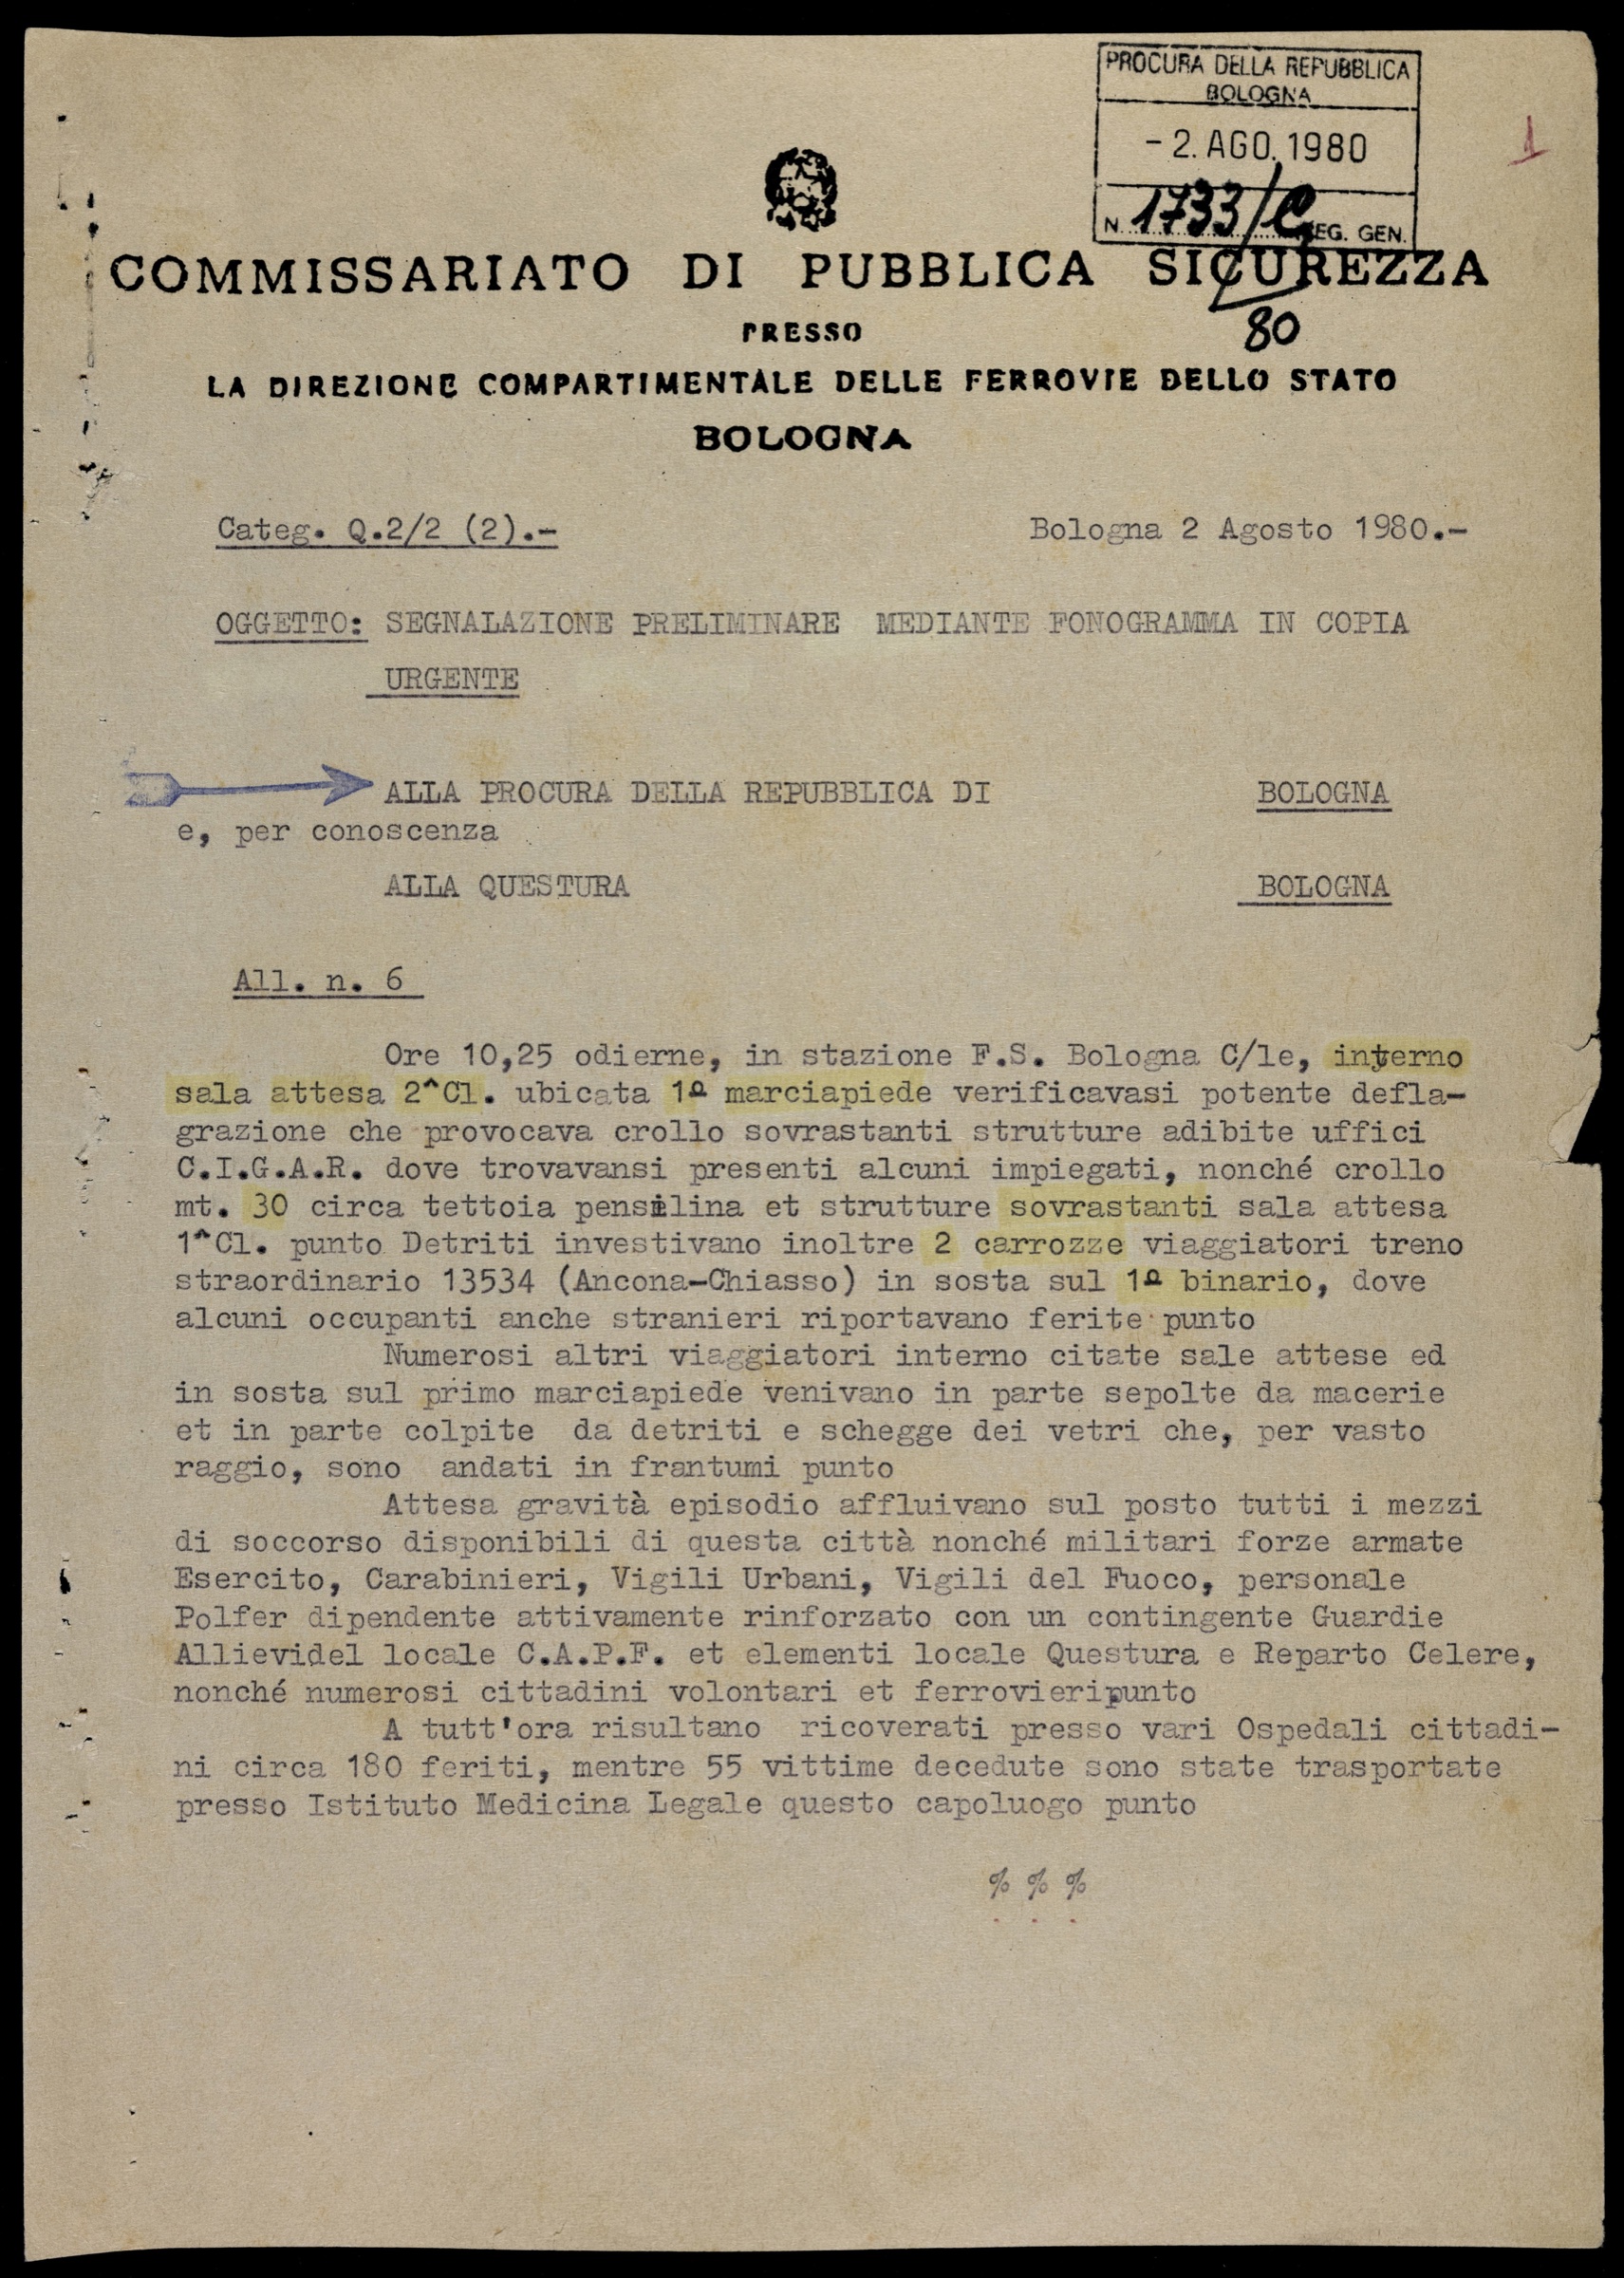 PROCURA DELLA REPUBBLICA
BOLOGNA
- 2. AGO. 1980
N. 1733/C REG. GEN.
80
1
COMMISSARIATO DI PUBBLICA SICUREZZA
PRESSO
LA DIREZIONE COMPARTIMENTALE DELLE FERROVIE DELLO STATO
BOLOGNA
Categ. Q.2/2 (2).- Bologna 2 Agosto 1980.-
OGGETTO: SEGNALAZIONE PRELIMINARE MEDIANTE FONOGRAMMA IN COPIA
URGENTE
ALLA PROCURA DELLA REPUBBLICA DI BOLOGNA
e, per conoscenza
ALLA QUESTURA BOLOGNA
All. n. 6
Ore 10,25 odierne, in stazione F.S. Bologna C/le, interno
sala attesa 2^Cl. ubicata 1º marciapiede verificavasi potente defla-
grazione che provocava crollo sovrastanti strutture adibite uffici
C.I.G.A.R. dove trovavansi presenti alcuni impiegati, nonché crollo
mt. 30 circa tettoia pensilina et strutture sovrastanti sala attesa
1^Cl. punto Detriti investivano inoltre 2 carrozze viaggiatori treno
straordinario 13534 (Ancona-Chiasso) in sosta sul 1º binario, dove
alcuni occupanti anche stranieri riportavano ferite punto
Numerosi altri viaggiatori interno citate sale attese ed
in sosta sul primo marciapiede venivano in parte sepolte da macerie
et in parte colpite da detriti e schegge dei vetri che, per vasto
raggio, sono andati in frantumi punto
Attesa gravità episodio affluivano sul posto tutti i mezzi
di soccorso disponibili di questa città nonché militari forze armate
Esercito, Carabinieri, Vigili Urbani, Vigili del Fuoco, personale
Polfer dipendente attivamente rinforzato con un contingente Guardie
Allievidel locale C.A.P.F. et elementi locale Questura e Reparto Celere,
nonché numerosi cittadini volontari et ferrovieri punto
A tutt'ora risultano ricoverati presso vari Ospedali cittadi-
ni circa 180 feriti, mentre 55 vittime decedute sono state trasportate
presso Istituto Medicina Legale questo capoluogo punto
% % %
. . .